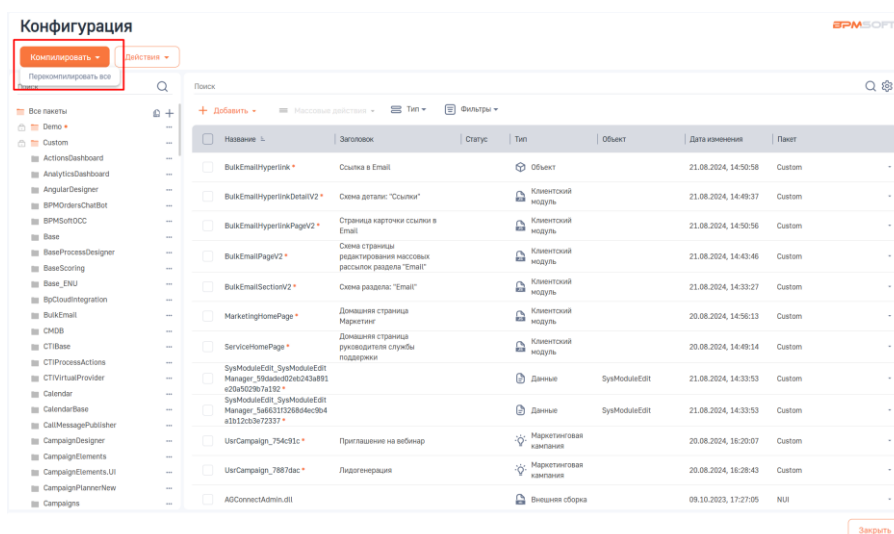 Конфигурация
BPMSOFT
Компилировать
Действия
Перекомпилировать все
Поиск
Поиск
Все пакеты
Demo *
Custom
ActionsDashboard
AnalyticsDashboard
AngularDesigner
BPMOrdersChatBot
BPMSoftOCC
Base
BaseProcessDesigner
BaseScoring
Base_ENU
BpCloudIntegration
BulkEmail
CMDB
CTIBase
CTIProcessActions
CTIVirtualProvider
Calendar
CalendarBase
CallMessagePublisher
CampaignDesigner
CampaignElements
CampaignElements.UI
CampaignPlannerNew
Campaigns
+ Добавить
Массовые действия
Тип
Фильтры
Название Заголовок Статус Тип Объект Дата изменения Пакет
BulkEmailHyperlink * Ссылка в Email Объект 21.08.2024, 14:50:58 Custom
BulkEmailHyperlinkDetailV2 * Схема детали: "Ссылки" Клиентский
модуль 21.08.2024, 14:49:37 Custom
BulkEmailHyperlinkPageV2 * Страница карточки ссылки в
Email Клиентский
модуль 21.08.2024, 14:50:56 Custom
BulkEmailPageV2 * Схема страницы
редактирования массовых
рассылок раздела "Email" Клиентский
модуль 21.08.2024, 14:43:46 Custom
BulkEmailSectionV2 * Схема раздела: "Email" Клиентский
модуль 21.08.2024, 14:33:27 Custom
MarketingHomePage * Домашняя страница
Маркетинг Клиентский
модуль 20.08.2024, 14:56:13 Custom
ServiceHomePage * Домашняя страница
руководителя службы
поддержки Клиентский
модуль 20.08.2024, 14:49:14 Custom
SysModuleEdit_SysModuleEdit
Manager_59daded02eb243a891
e20a5029b7a192 * Данные SysModuleEdit 21.08.2024, 14:33:53 Custom
SysModuleEdit_SysModuleEdit
Manager_5a6631f3268d4ec9b4
a1b12cb3e72337 * Данные SysModuleEdit 21.08.2024, 14:33:53 Custom
UsrCampaign_754c91c * Приглашение на вебинар Маркетинговая
кампания 20.08.2024, 16:20:07 Custom
UsrCampaign_7887dac * Лидогенерация Маркетинговая
кампания 20.08.2024, 16:28:43 Custom
AGConnectAdmin.dll Внешняя сборка 09.10.2023, 17:27:05 NUI
Закрыть